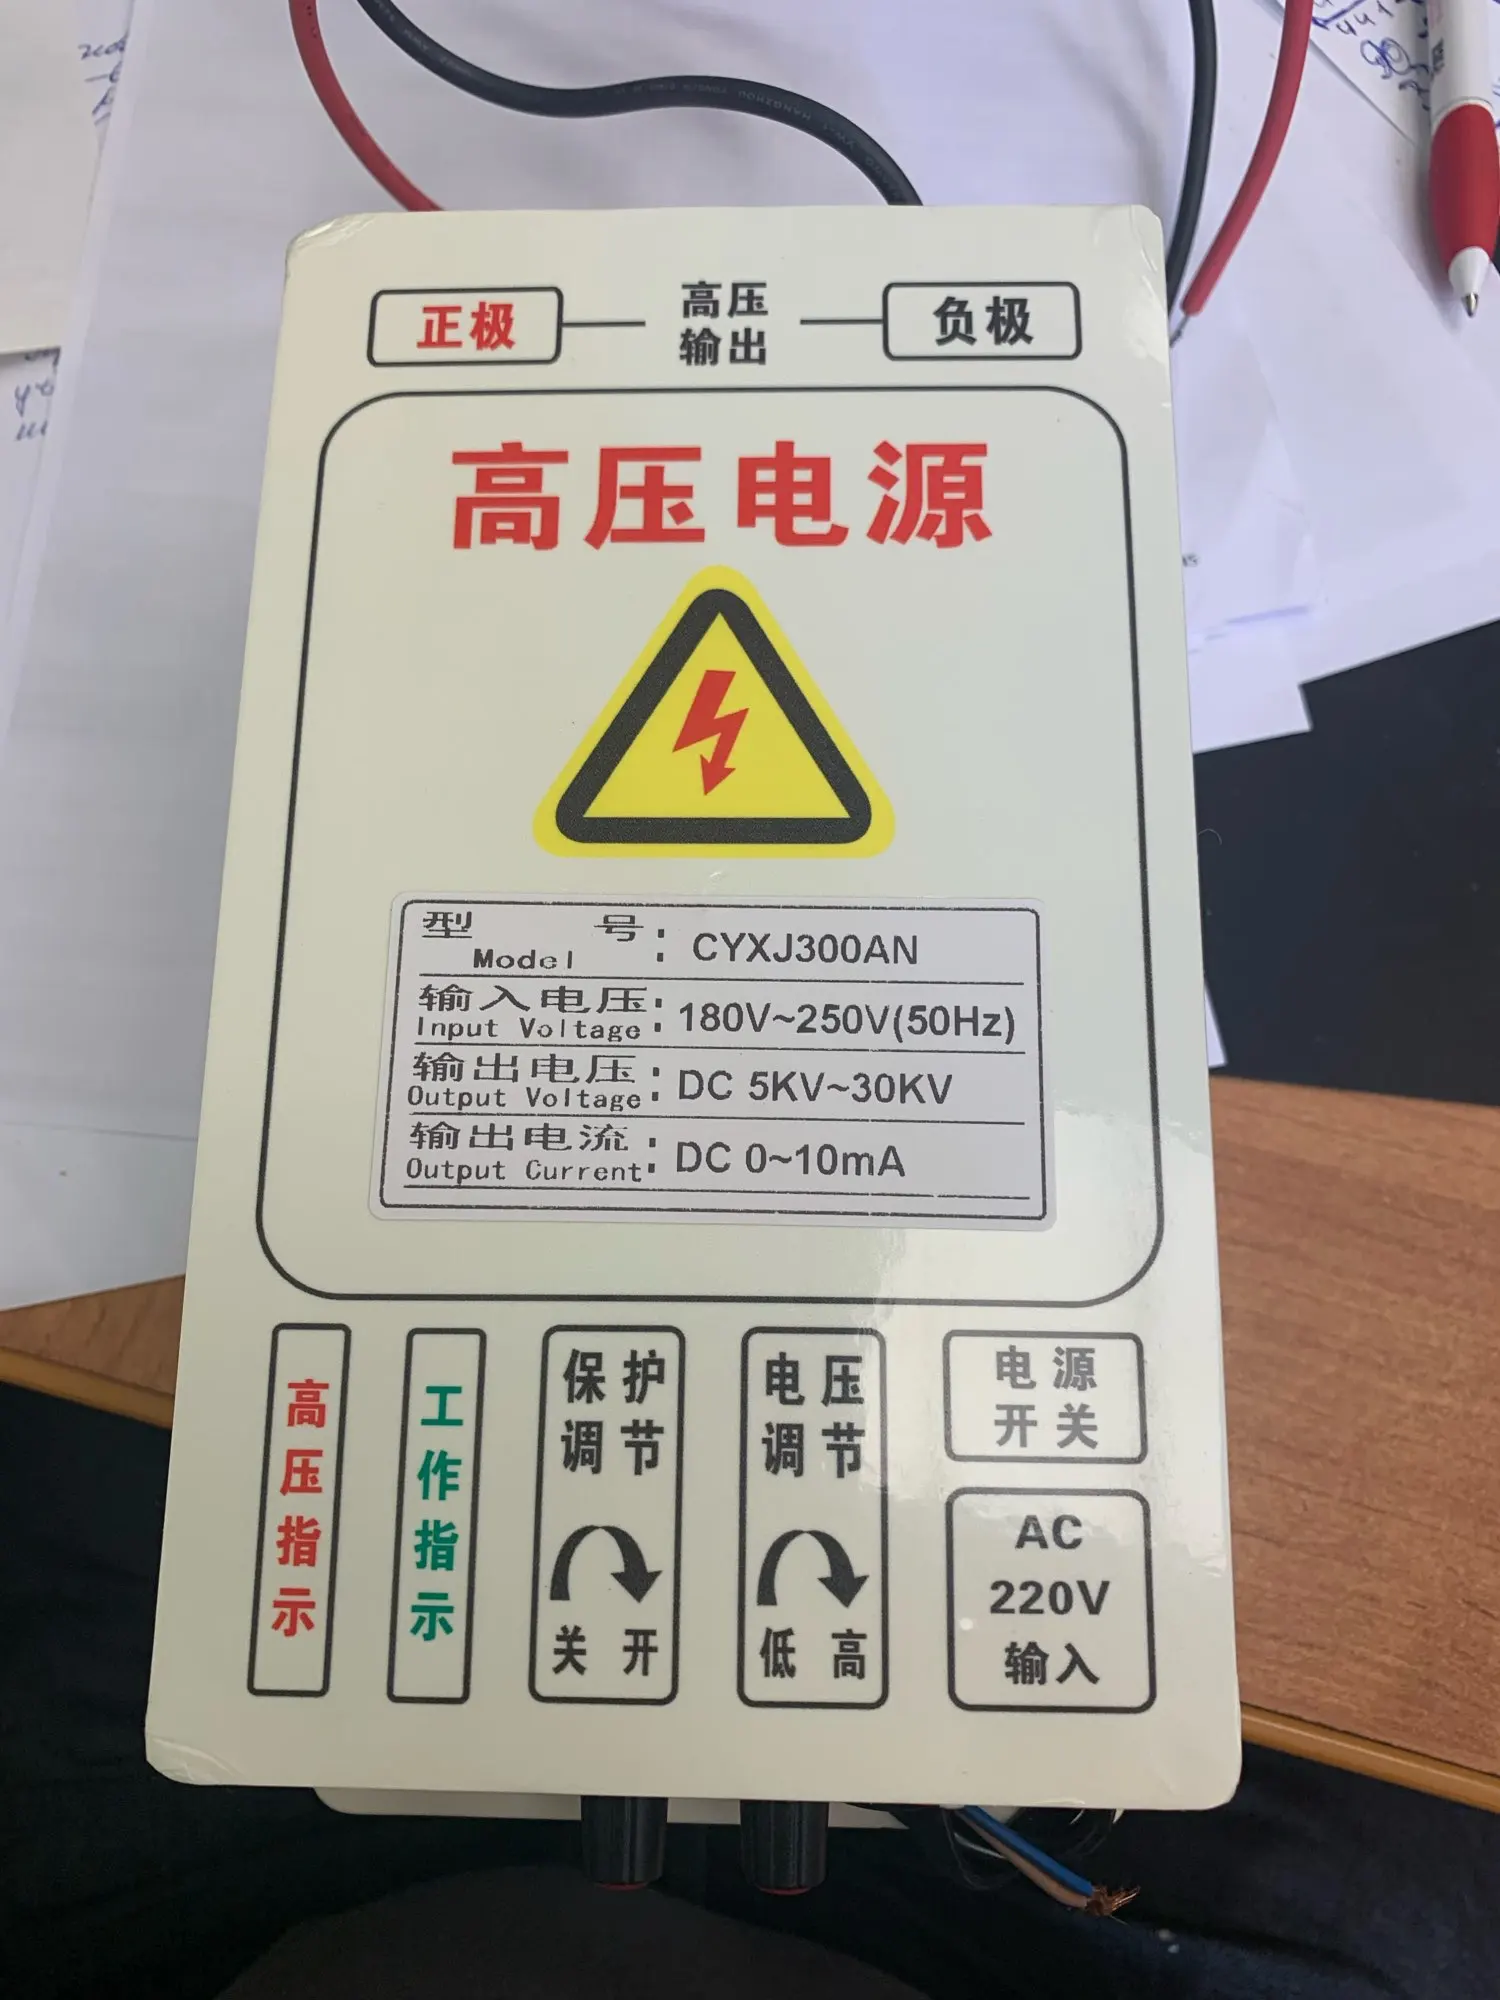 正极
高压
输出
负极
高压电源
型 号:
Model
CYXJ300AN
输入电压:
Input Voltage:
180V~250V(50Hz)
输出电压:
Output Voltage:
DC 5KV~30KV
输出电流:
Output Current:
DC 0~10mA
高压指示
工作指示
保护
调节
关 开
电压
调节
低 高
电源
开关
AC
220V
输入